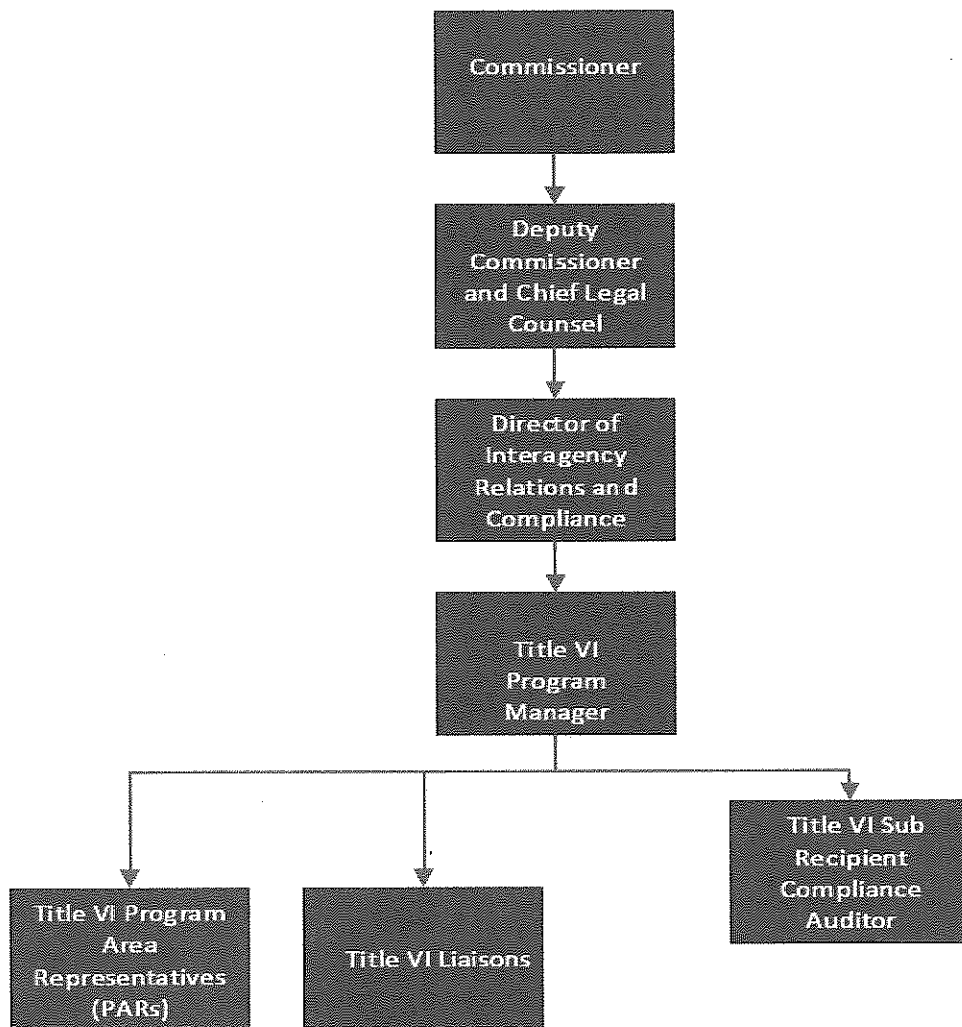 Commissioner
Deputy
Commissioner
and Chief Legal
Counsel
Director of
Interagency
Relations and
Compliance
Title VI
Program
Manager
Title VI Program
Area
Representatives
(PARs)
Title VI Liaisons
Title VI Sub
Recipient
Compliance
Auditor